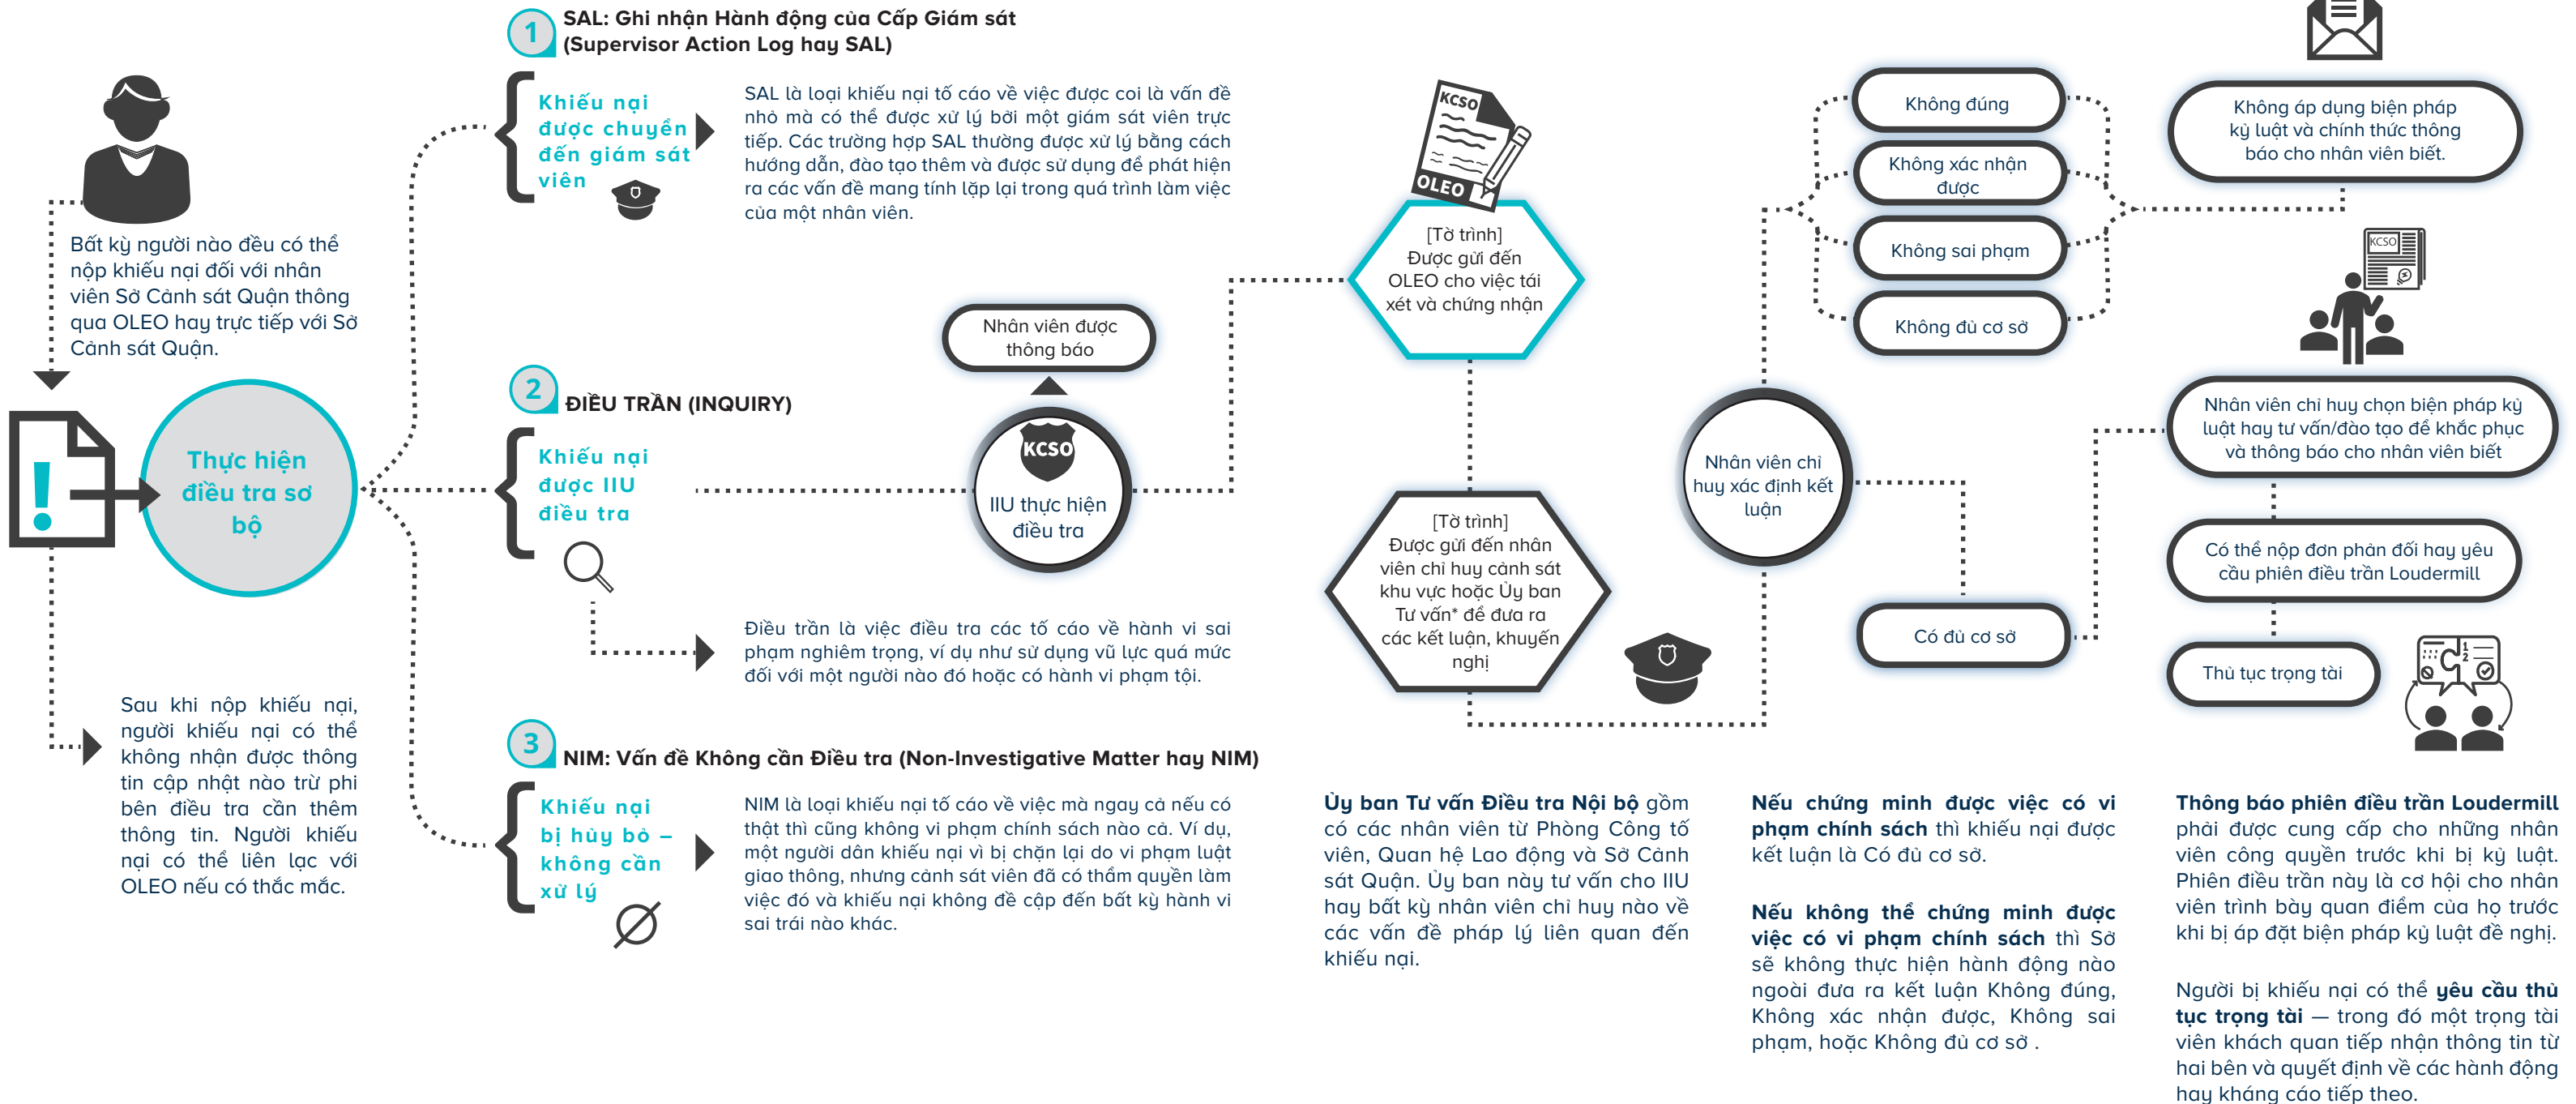 Bất kỳ người nào đều có thể
nộp khiếu nại đối với nhân
viên Sở Cảnh sát Quận thông
qua OLEO hay trực tiếp với Sở
Cảnh sát Quận.
!
Thực hiện
điều tra sơ
bộ
Sau khi nộp khiếu nại,
người khiếu nại có thể
không nhận được thông
tin cập nhật nào trừ phi
bên điều tra cần thêm
thông tin. Người khiếu
nại có thể liên lạc với
OLEO nếu có thắc mắc.
1
SAL: Ghi nhận Hành động của Cấp Giám sát
(Supervisor Action Log hay SAL)
Khiếu nại
được chuyển
đến giám sát
viên
SAL là loại khiếu nại tố cáo về việc được coi là vấn đề
nhỏ mà có thể được xử lý bởi một giám sát viên trực
tiếp. Các trường hợp SAL thường được xử lý bằng cách
hướng dẫn, đào tạo thêm và được sử dụng để phát hiện
ra các vấn đề mang tính lặp lại trong quá trình làm việc
của một nhân viên.
2
ĐIỀU TRẦN (INQUIRY)
Khiếu nại
được IIU
điều tra
Nhân viên được
thông báo
KCSO
IIU thực hiện
điều tra
Điều trần là việc điều tra các tố cáo về hành vi sai
phạm nghiêm trọng, ví dụ như sử dụng vũ lực quá mức
đối với một người nào đó hoặc có hành vi phạm tội.
3
NIM: Vấn đề Không cần Điều tra (Non-Investigative Matter hay NIM)
Khiếu nại
bị hủy bỏ –
không cần
xử lý
NIM là loại khiếu nại tố cáo về việc mà ngay cả nếu có
thật thì cũng không vi phạm chính sách nào cả. Ví dụ,
một người dân khiếu nại vì bị chặn lại do vi phạm luật
giao thông, nhưng cảnh sát viên đã có thẩm quyền làm
việc đó và khiếu nại không đề cập đến bất kỳ hành vi
sai trái nào khác.
KCSO
OLEO
[Tờ trình]
Được gửi đến
OLEO cho việc tái
xét và chứng nhận
[Tờ trình]
Được gửi đến nhân
viên chỉ huy cảnh sát
khu vực hoặc Ủy ban
Tư vấn* để đưa ra
các kết luận, khuyến
nghị
Ủy ban Tư vấn Điều tra Nội bộ gồm
có các nhân viên từ Phòng Công tố
viên, Quan hệ Lao động và Sở Cảnh
sát Quận. Ủy ban này tư vấn cho IIU
hay bất kỳ nhân viên chỉ huy nào về
các vấn đề pháp lý liên quan đến
khiếu nại.
Nhân viên chỉ
huy xác định kết
luận
Không đúng
Không xác nhận
được
Không sai phạm
Không đủ cơ sở
Có đủ cơ sở
Nếu chứng minh được việc có vi
phạm chính sách thì khiếu nại được
kết luận là Có đủ cơ sở.
Nếu không thể chứng minh được
việc có vi phạm chính sách thì Sở
sẽ không thực hiện hành động nào
ngoài đưa ra kết luận Không đúng,
Không xác nhận được, Không sai
phạm, hoặc Không đủ cơ sở .
Không áp dụng biện pháp
kỷ luật và chính thức thông
báo cho nhân viên biết.
KCSO
Nhân viên chỉ huy chọn biện pháp kỷ
luật hay tư vấn/đào tạo để khắc phục
và thông báo cho nhân viên biết
Có thể nộp đơn phản đối hay yêu
cầu phiên điều trần Loudermill
Thủ tục trọng tài
1
2
Thông báo phiên điều trần Loudermill
phải được cung cấp cho những nhân
viên công quyền trước khi bị kỷ luật.
Phiên điều trần này là cơ hội cho nhân
viên trình bày quan điểm của họ trước
khi bị áp đặt biện pháp kỷ luật đề nghị.
Người bị khiếu nại có thể yêu cầu thủ
tục trọng tài — trong đó một trọng tài
viên khách quan tiếp nhận thông tin từ
hai bên và quyết định về các hành động
hay kháng cáo tiếp theo.